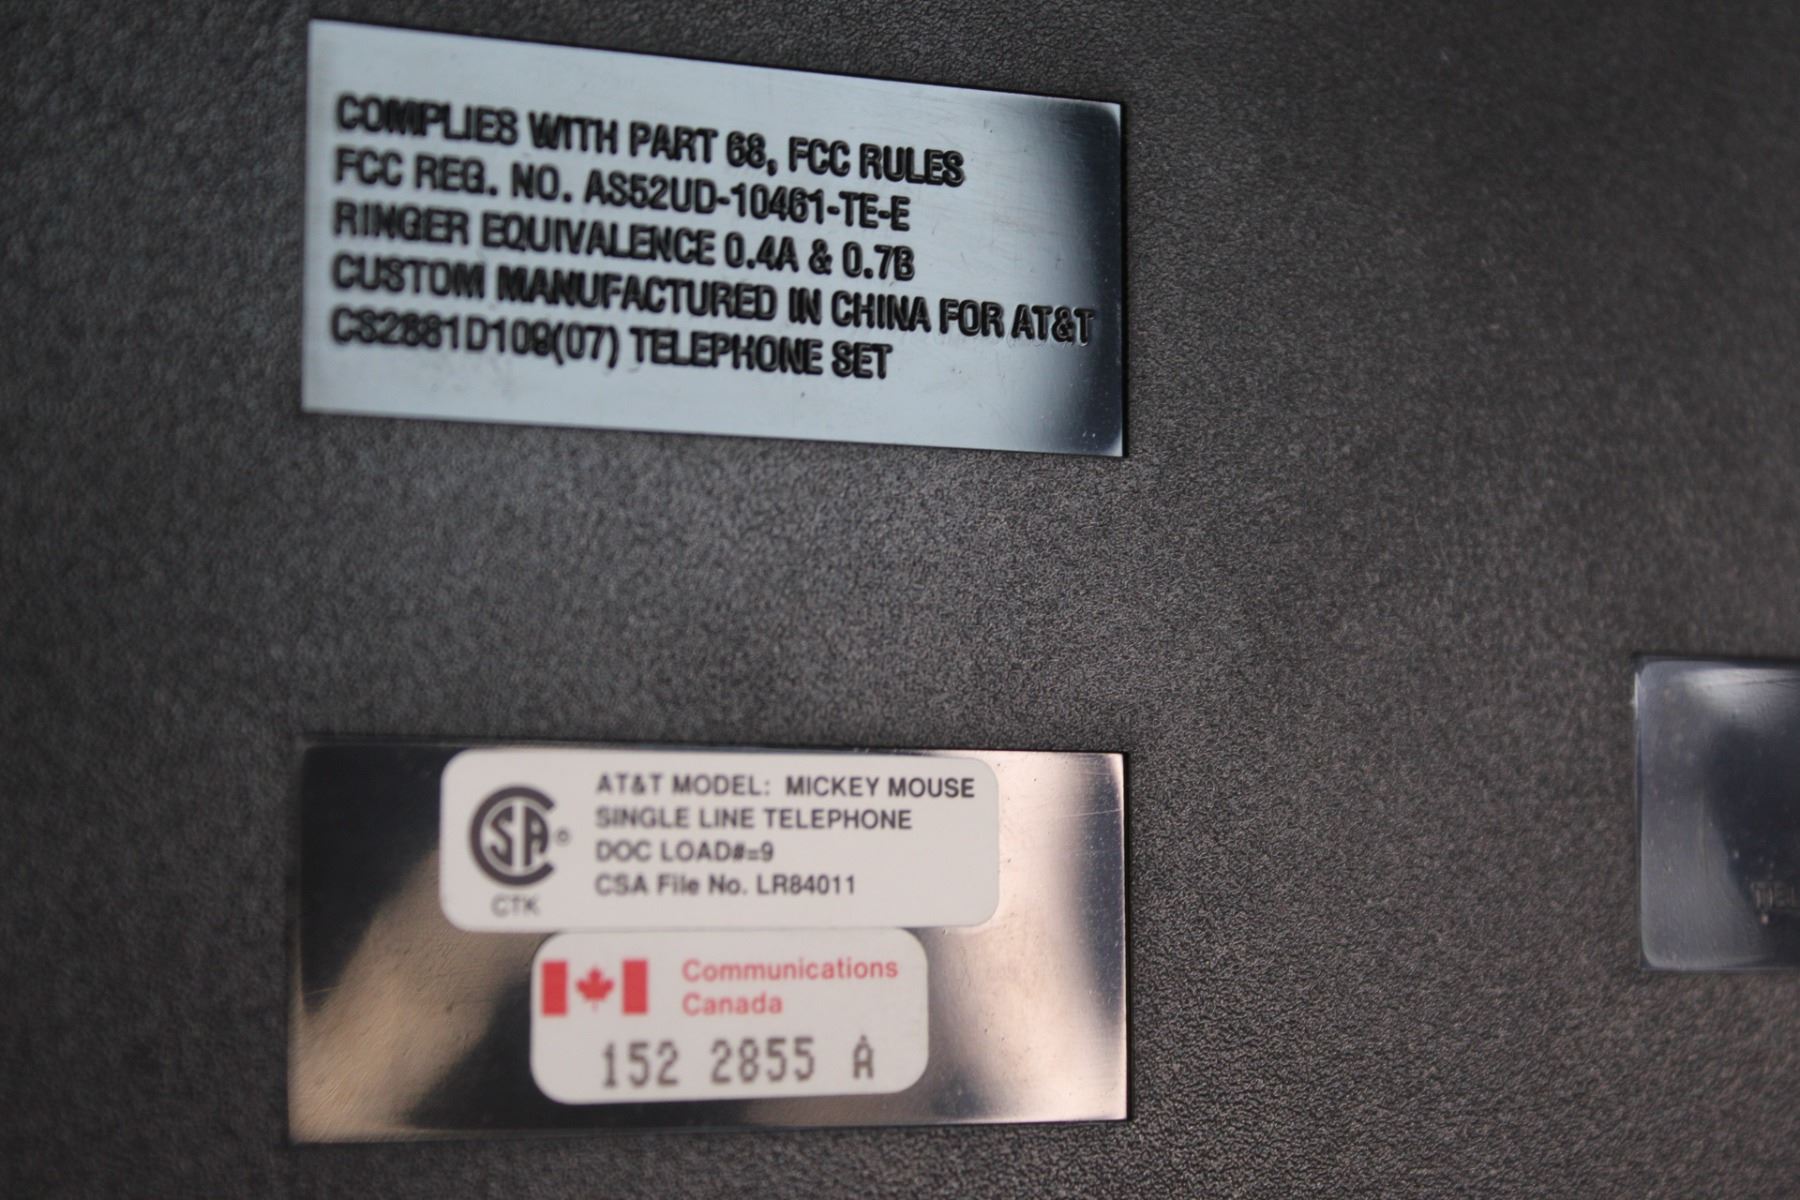 COMPLIES WITH PART 68, FCC RULES
FCC REG. NO. AS52UD-10461-TE-E
RINGER EQUIVALENCE 0.4A & 0.7B
CUSTOM MANUFACTURED IN CHINA FOR AT&T
CS2881D109(07) TELEPHONE SET
CSA®
CTK
AT&T MODEL: MICKEY MOUSE
SINGLE LINE TELEPHONE
DOC LOAD#=9
CSA File No. LR84011
Communications
Canada
152 2855 A